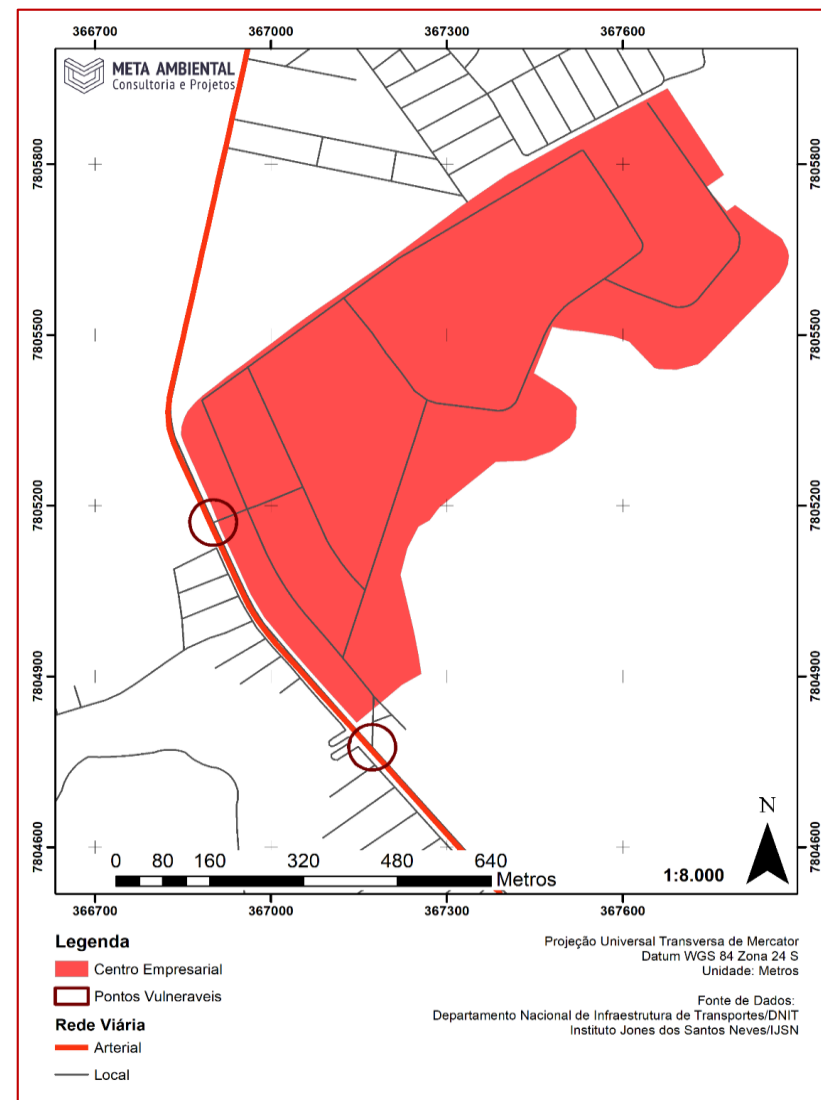 366700 367000 367300 367600
META AMBIENTAL
Consultoria e Projetos
7805800 7805800
7805500 7805500
7805200 7805200
7804900 7804900
7804600 7804600
N
0 80 160 320 480 640
Metros
1:8.000
366700 367000 367300 367600
Legenda
Centro Empresarial
Pontos Vulneraveis
Rede Viária
Arterial
Local
Projeção Universal Transversa de Mercator
Datum WGS 84 Zona 24 S
Unidade: Metros
Fonte de Dados:
Departamento Nacional de Infraestrutura de Transportes/DNIT
Instituto Jones dos Santos Neves/IJSN